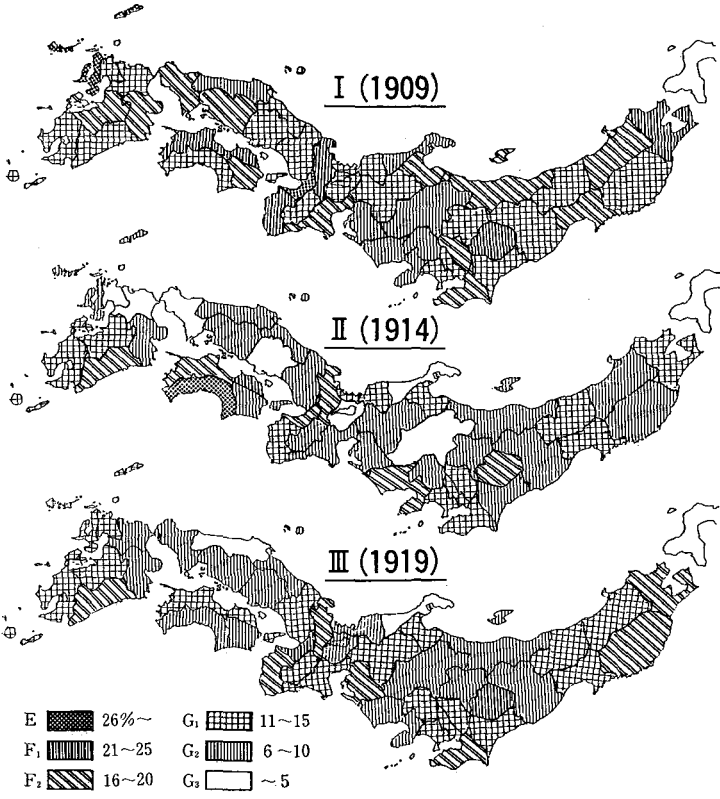 I (1909)
II (1914)
III (1919)
E 26%～
F₁ 21～25
F₂ 16～20
G₁ 11～15
G₂ 6～10
G₃ ～5